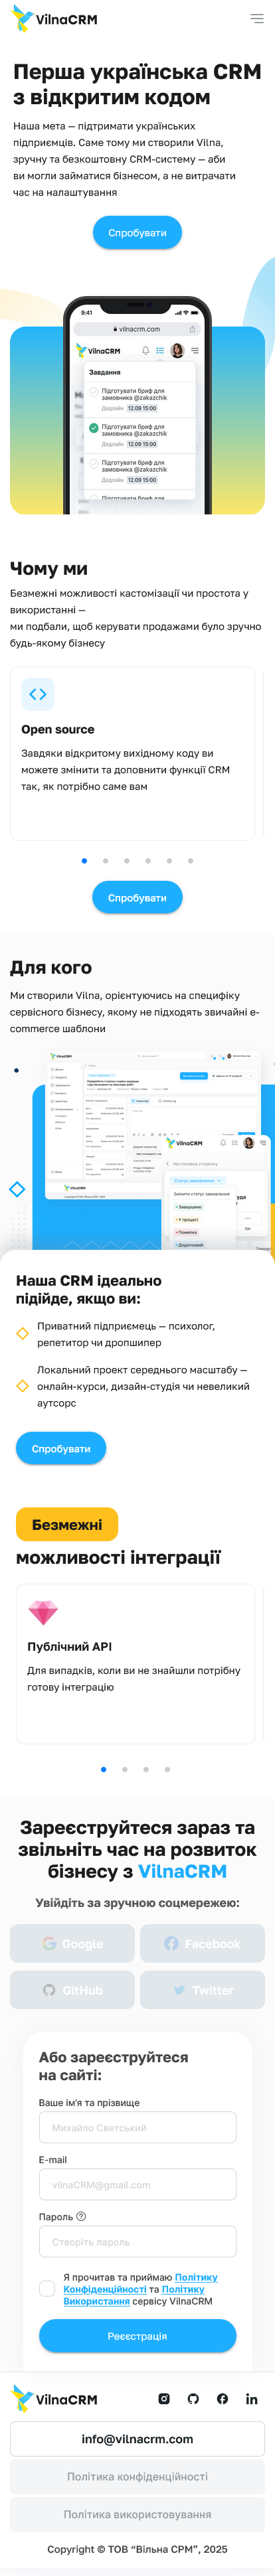 VilnaCRM
Перша українська CRM
з відкритим кодом
Наша мета — підтримати українських
підприємців. Саме тому ми створили Vilna,
зручну та безкоштовну CRM-систему — аби
ви могли займатися бізнесом, а не витрачати
час на налаштування
Спробувати
9:41
vilnacrm.com
VilnaCRM
Завдання
Підготувати бриф для
замовника @zakazchik
Дедлайн 12.09 15:00
Підготувати бриф для
замовника @zakazchik
Дедлайн 12.09 15:00
Підготувати бриф для
замовника @zakazchik
Дедлайн 12.09 15:00
Підготувати бриф для
Чому ми
Безмежні можливості кастомізації чи простота у
використанні —
ми подбали, щоб керувати продажами було зручно
будь-якому бізнесу
Open source
Завдяки відкритому вихідному коду ви
можете змінити та доповнити функції CRM
так, як потрібно саме вам
Спробувати
Для кого
Ми створили Vilna, орієнтуючись на специфіку
сервісного бізнесу, якому не підходять звичайні e-
commerce шаблони
VilnaCRM
VilnaCRM
На головну сторінку
Статус замовлення
Змініть статус замовлення
Завершено
У процесі
Помилка
Додатковий
VilnaCRM
Наша CRM ідеально
підійде, якщо ви:
Приватний підприємець — психолог,
репетитор чи дропшипер
Локальний проект середнього масштабу —
онлайн-курси, дизайн-студія чи невеликий
аутсорс
Спробувати
Безмежні
можливості інтеграції
Публічний API
Для випадків, коли ви не знайшли потрібну
готову інтеграцію
Зареєструйтеся зараз та
звільніть час на розвиток
бізнесу з VilnaCRM
Увійдіть за зручною соцмережею:
Google
Facebook
GitHub
Twitter
Або зареєструйтеся
на сайті:
Ваше ім'я та прізвище
Михайло Светський
E-mail
vilnaCRM@gmail.com
Пароль
Створіть пароль
Я прочитав та приймаю Політику
Конфіденційності та Політику
Використання сервісу VilnaCRM
Реєєстрація
VilnaCRM
info@vilnacrm.com
Політика конфіденційності
Політика використовування
Copyright © ТОВ “Вільна СРМ”, 2025